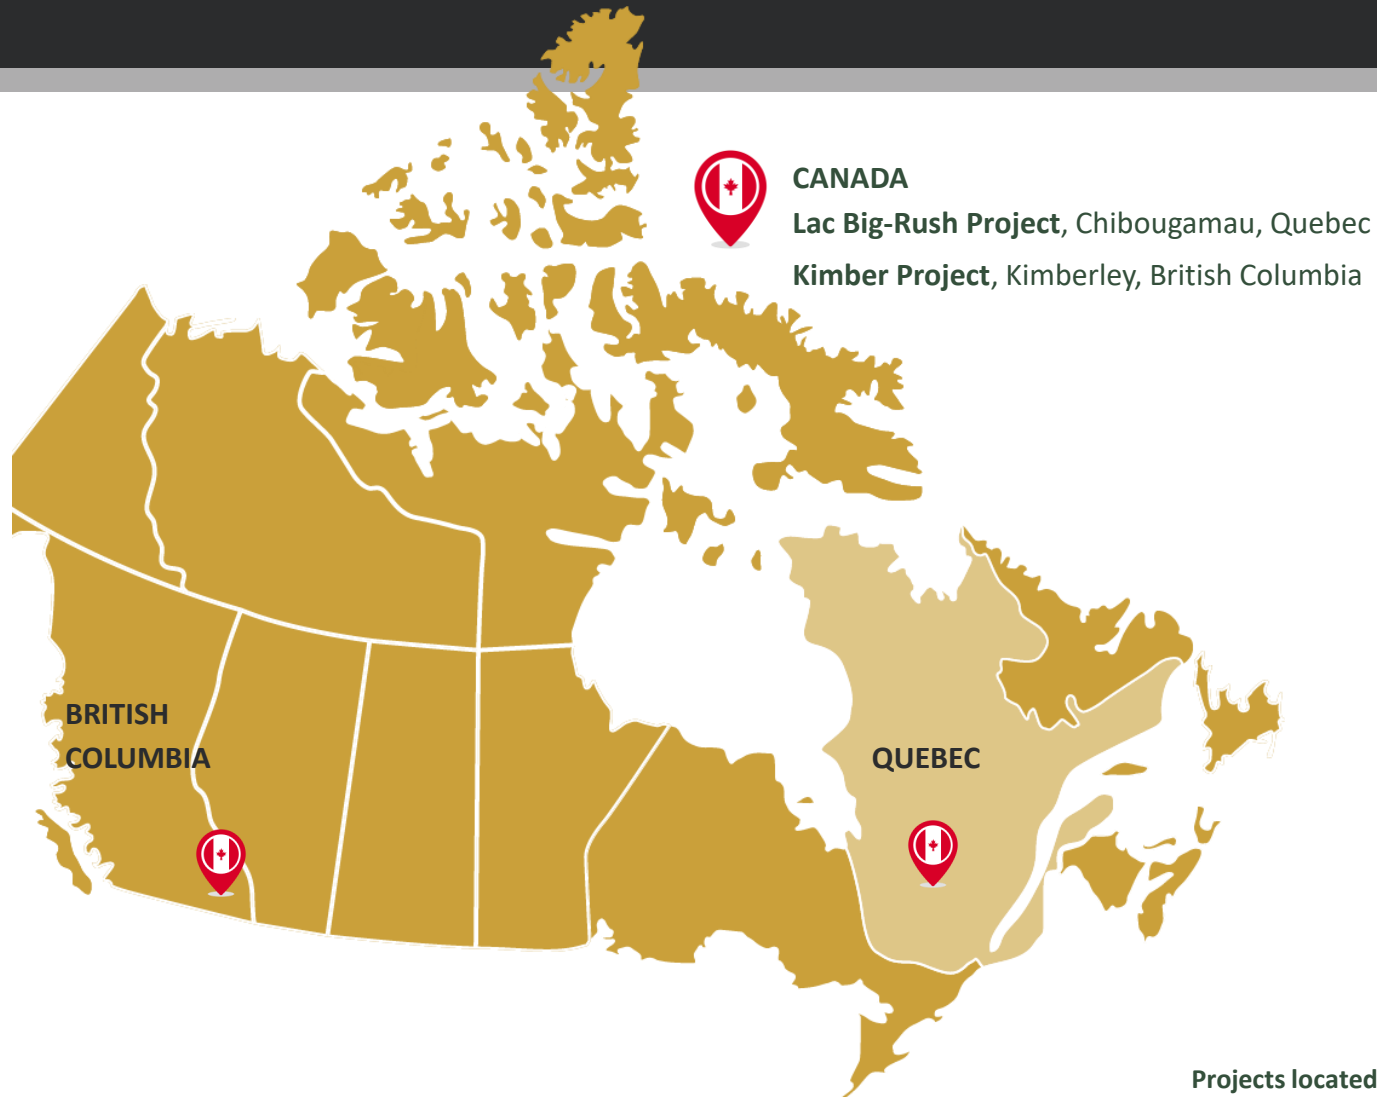 CANADA
Lac Big-Rush Project, Chibougamau, Quebec
Kimber Project, Kimberley, British Columbia
BRITISH
COLUMBIA
QUEBEC
Projects located